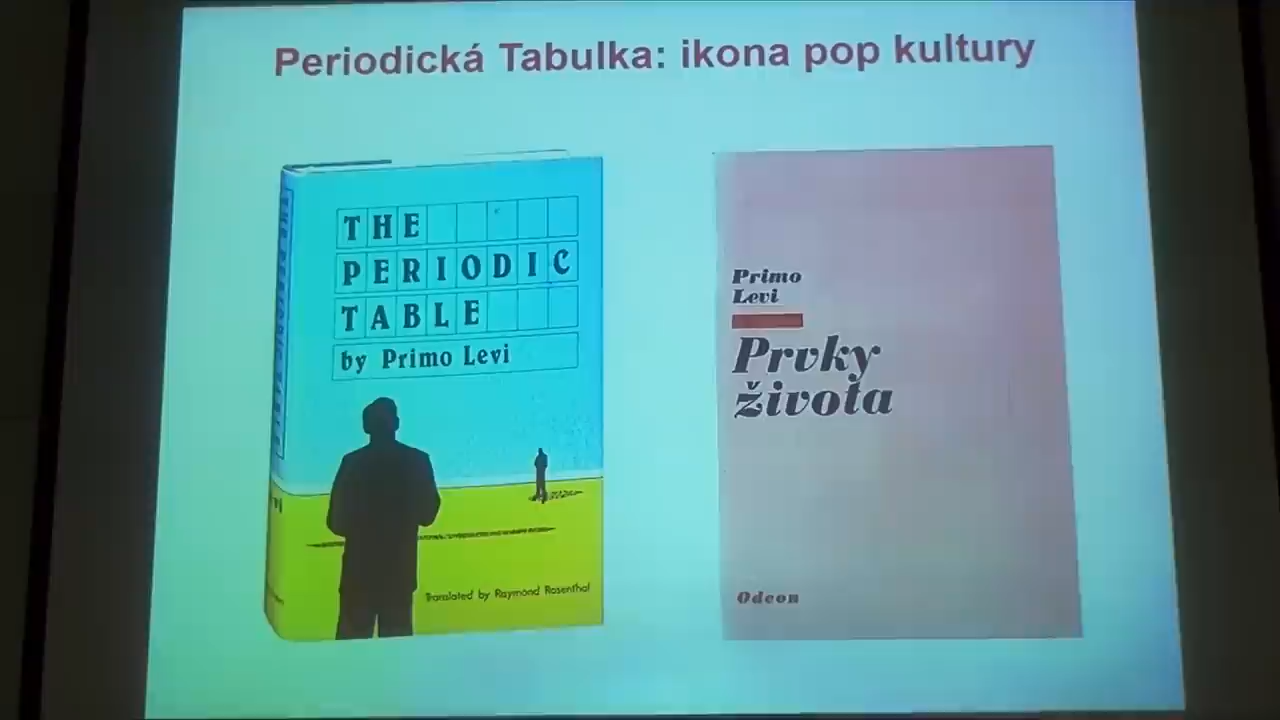 Periodická Tabulka: ikona pop kultury
THE
PERIODIC
TABLE
by Primo Levi
Translated by Raymond Rosenthal
Primo
Levi
Prvky
života
Odeon